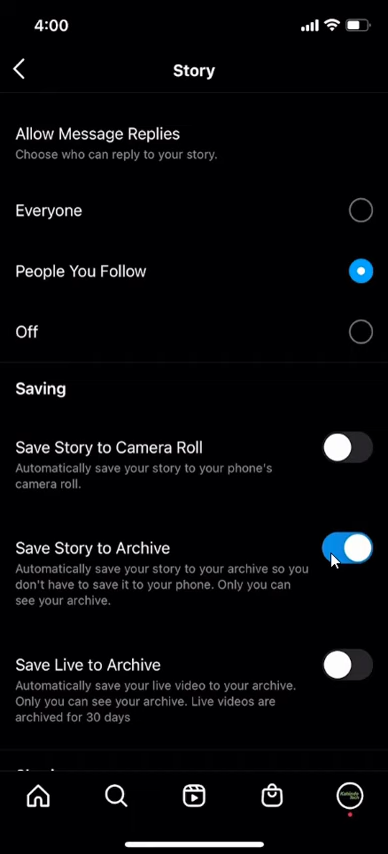 4:00
Story
Allow Message Replies
Choose who can reply to your story.
Everyone
People You Follow
Off
Saving
Save Story to Camera Roll
Automatically save your story to your phone's
camera roll.
Save Story to Archive
Automatically save your story to your archive so you
don't have to save it to your phone. Only you can
see your archive.
Save Live to Archive
Automatically save your live video to your archive.
Only you can see your archive. Live videos are
archived for 30 days